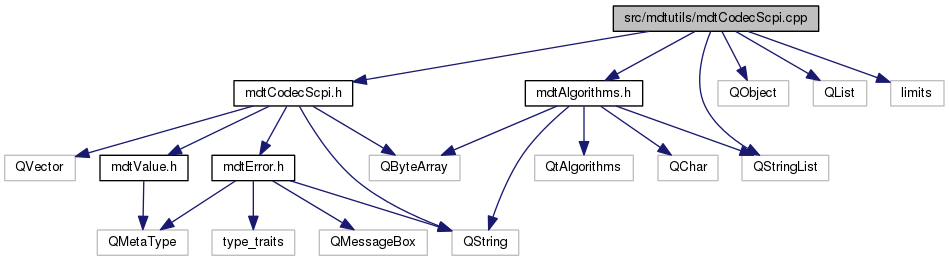 src/mdtutils/mdtCodecScpi.cpp
mdtCodecScpi.h
mdtAlgorithms.h
QObject
QList
limits
QVector
mdtValue.h
mdtError.h
QByteArray
QtAlgorithms
QChar
QStringList
QMetaType
type_traits
QMessageBox
QString